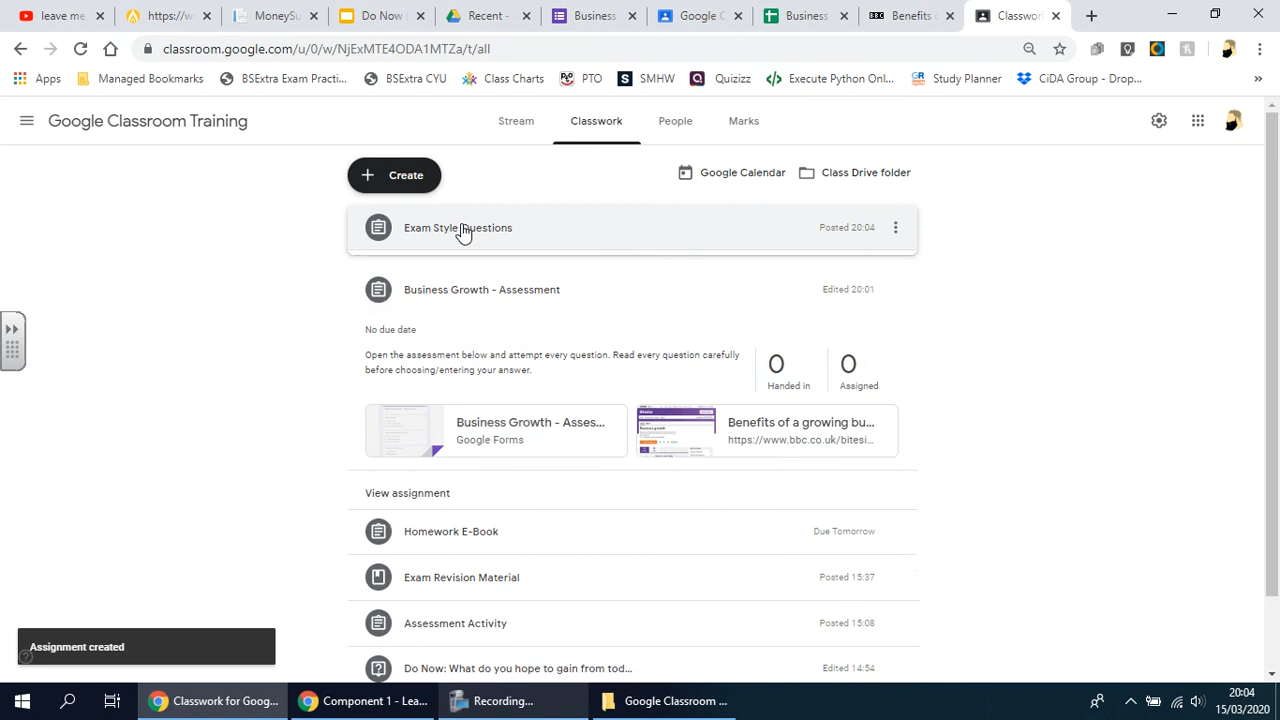 leave me
https://w
Media S
Do Now
Recent –
Business
Google C
Business
Benefits a
Classwor
classroom.google.com/u/0/w/NjExMTE4ODA1MTZa/t/all
Apps
Managed Bookmarks
BSExtra Exam Practi...
BSExtra CYU
Class Charts
PTO
SMHW
Quizizz
Execute Python Onl...
Study Planner
CiDA Group - Drop...
»
Google Classroom Training
Stream
Classwork
People
Marks
Create
Google Calendar
Class Drive folder
Exam Style Questions
Posted 20:04
Business Growth - Assessment
Edited 20:01
No due date
Open the assessment below and attempt every question. Read every question carefully
before choosing/entering your answer.
0
Handed in
0
Assigned
Business Growth - Asses...
Google Forms
Benefits of a growing bu...
https://www.bbc.co.uk/bitesi...
View assignment
Homework E-Book
Due Tomorrow
Exam Revision Material
Posted 15:37
Assessment Activity
Posted 15:08
Do Now: What do you hope to gain from tod...
Edited 14:54
Assignment created
Classwork for Goog...
Component 1 - Lea...
Recording...
Google Classroom ...
20:04
15/03/2020